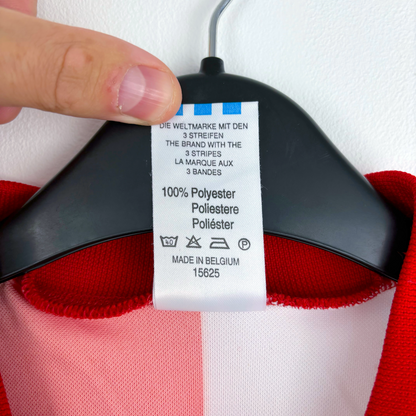 DIE WELTMARKE MIT DEN
3 STREIFEN
THE BRAND WITH THE
3 STRIPES
LA MARQUE AUX
3 BANDES
100% Polyester
Poliestere
Poliéster
MADE IN BELGIUM
15625